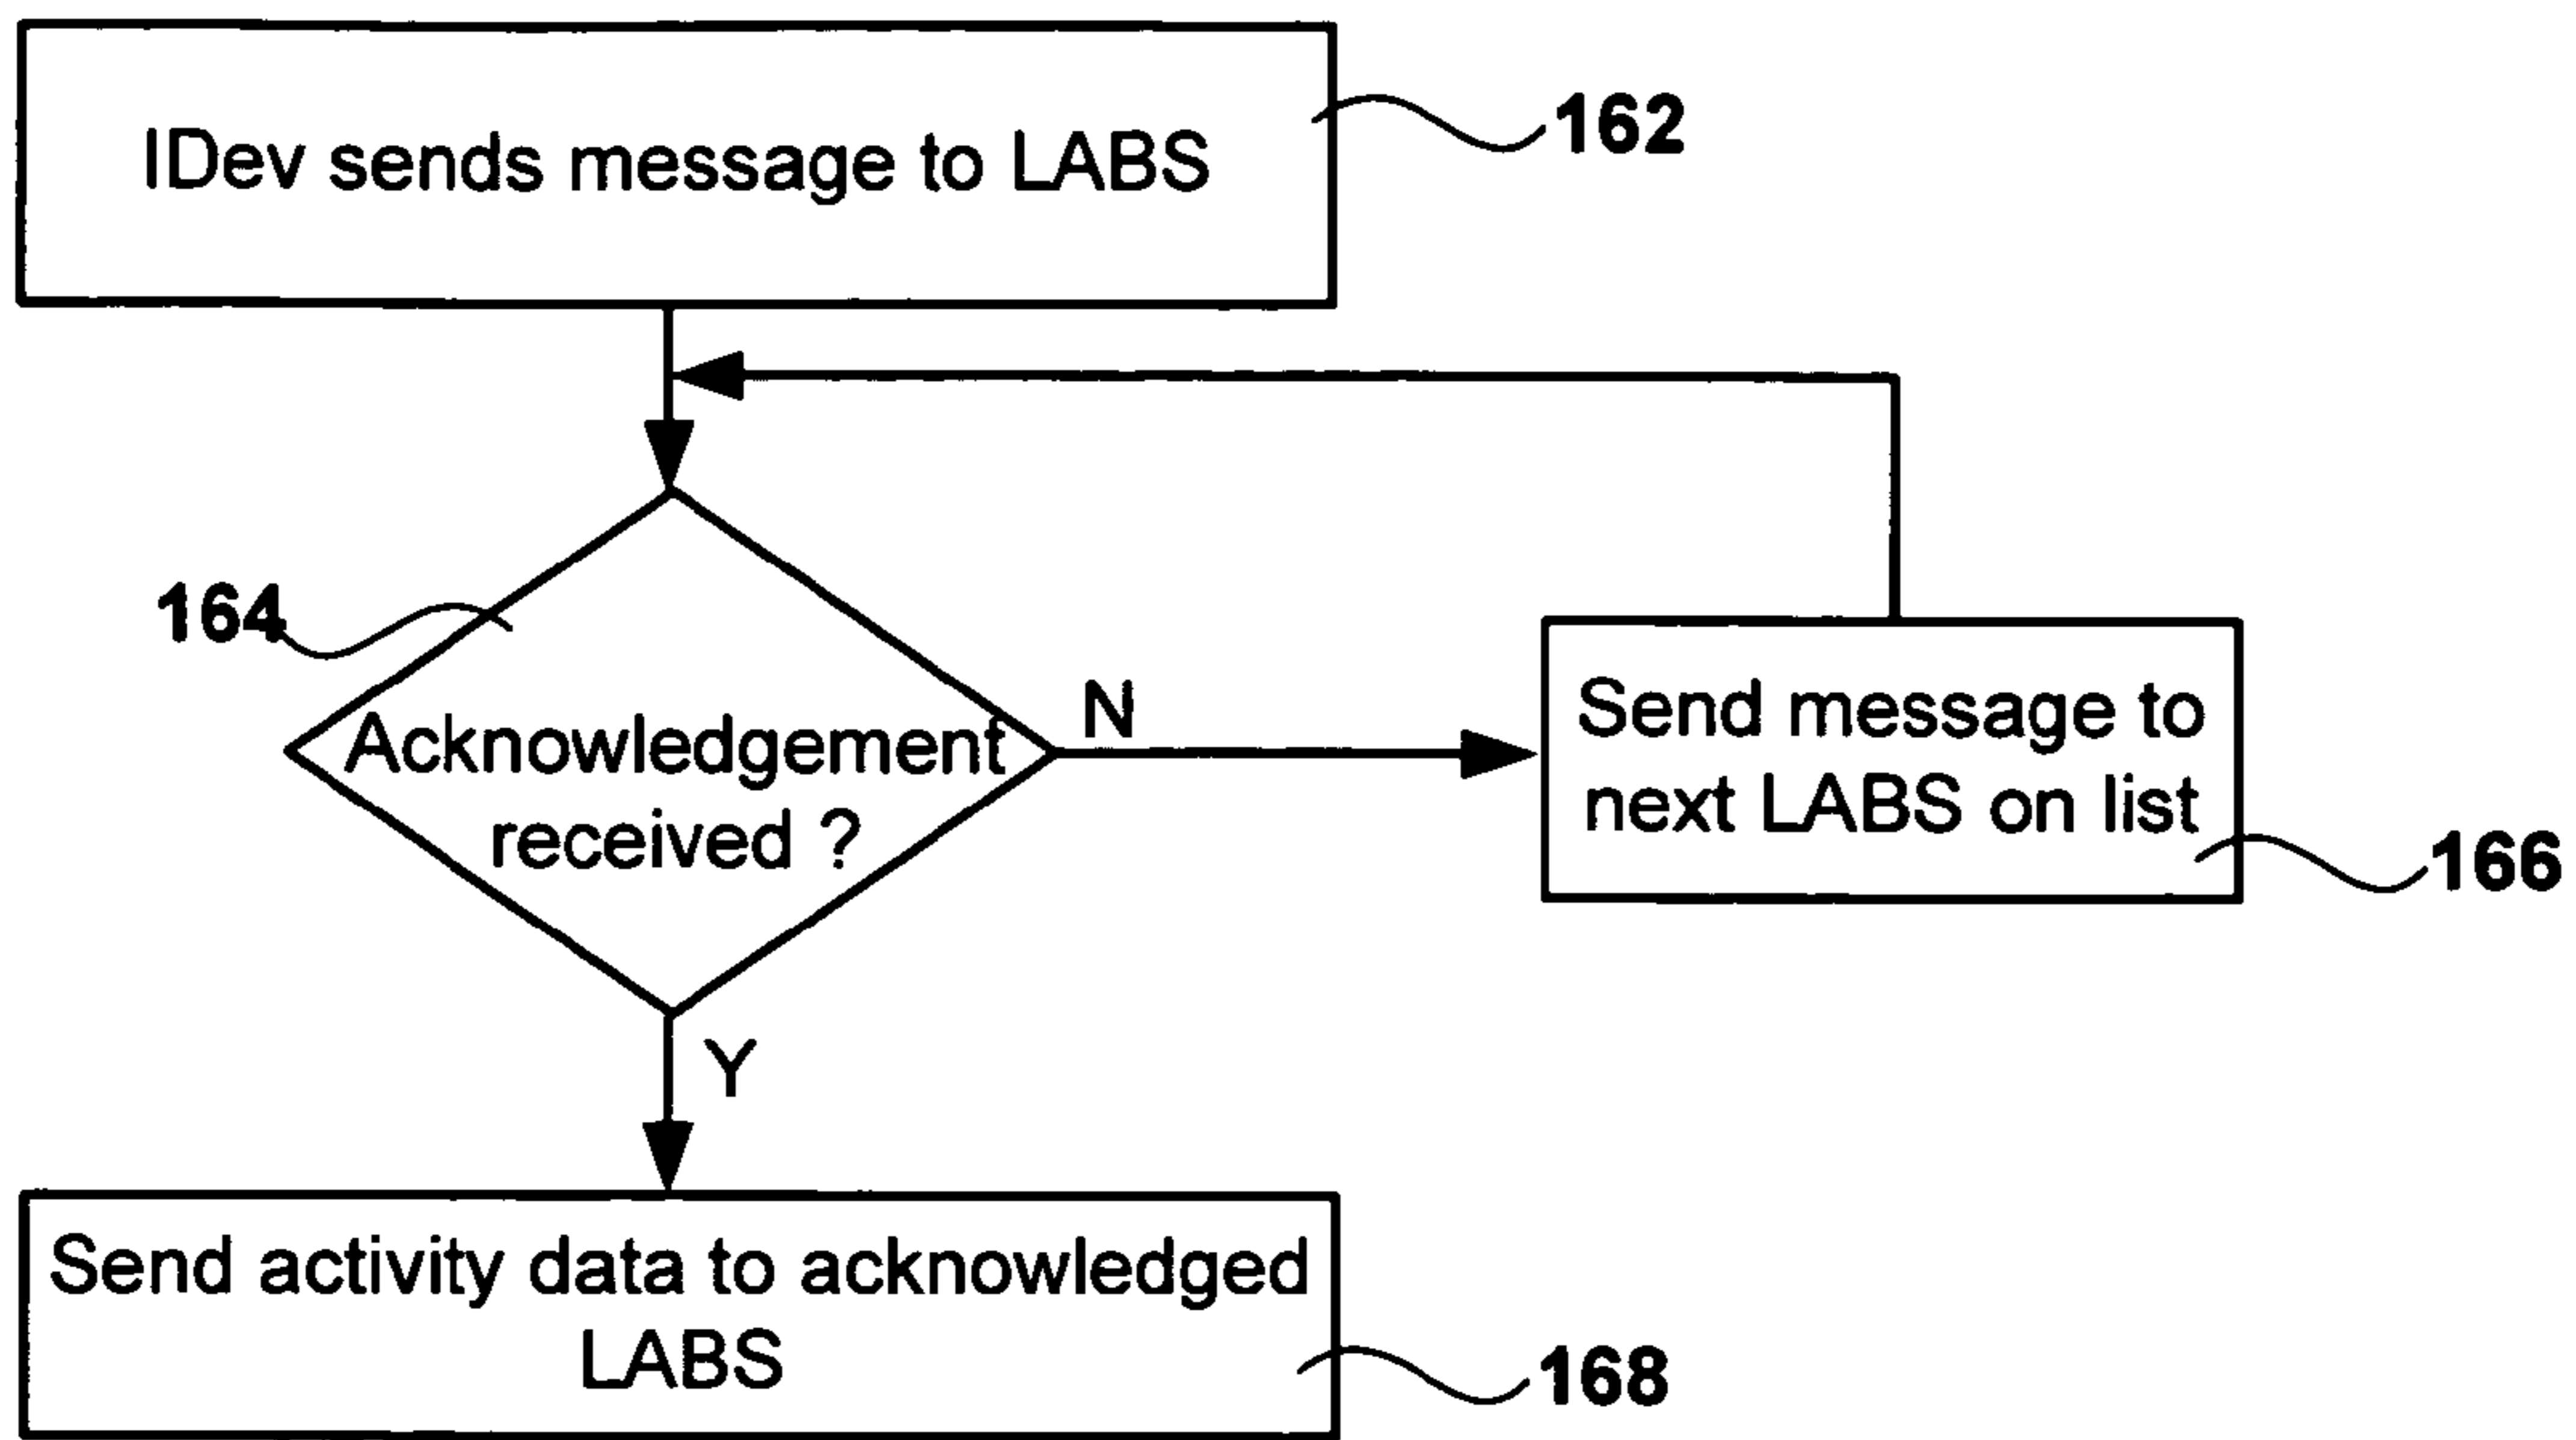 IDev sends message to LABS
162
164
Acknowledgement
received ?
N
Send message to
next LABS on list
166
Y
Send activity data to acknowledged
LABS
168